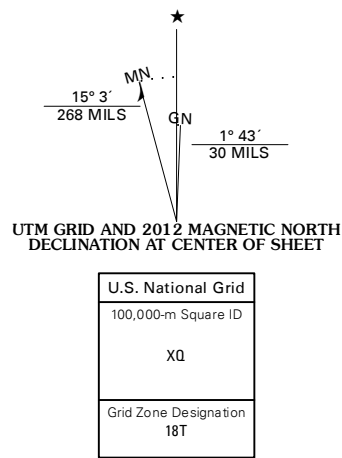 MN
15° 3´
268 MILS
GN
1° 43´
30 MILS
UTM GRID AND 2012 MAGNETIC NORTH
DECLINATION AT CENTER OF SHEET
U.S. National Grid
100,000-m Square ID
XQ
Grid Zone Designation
18T